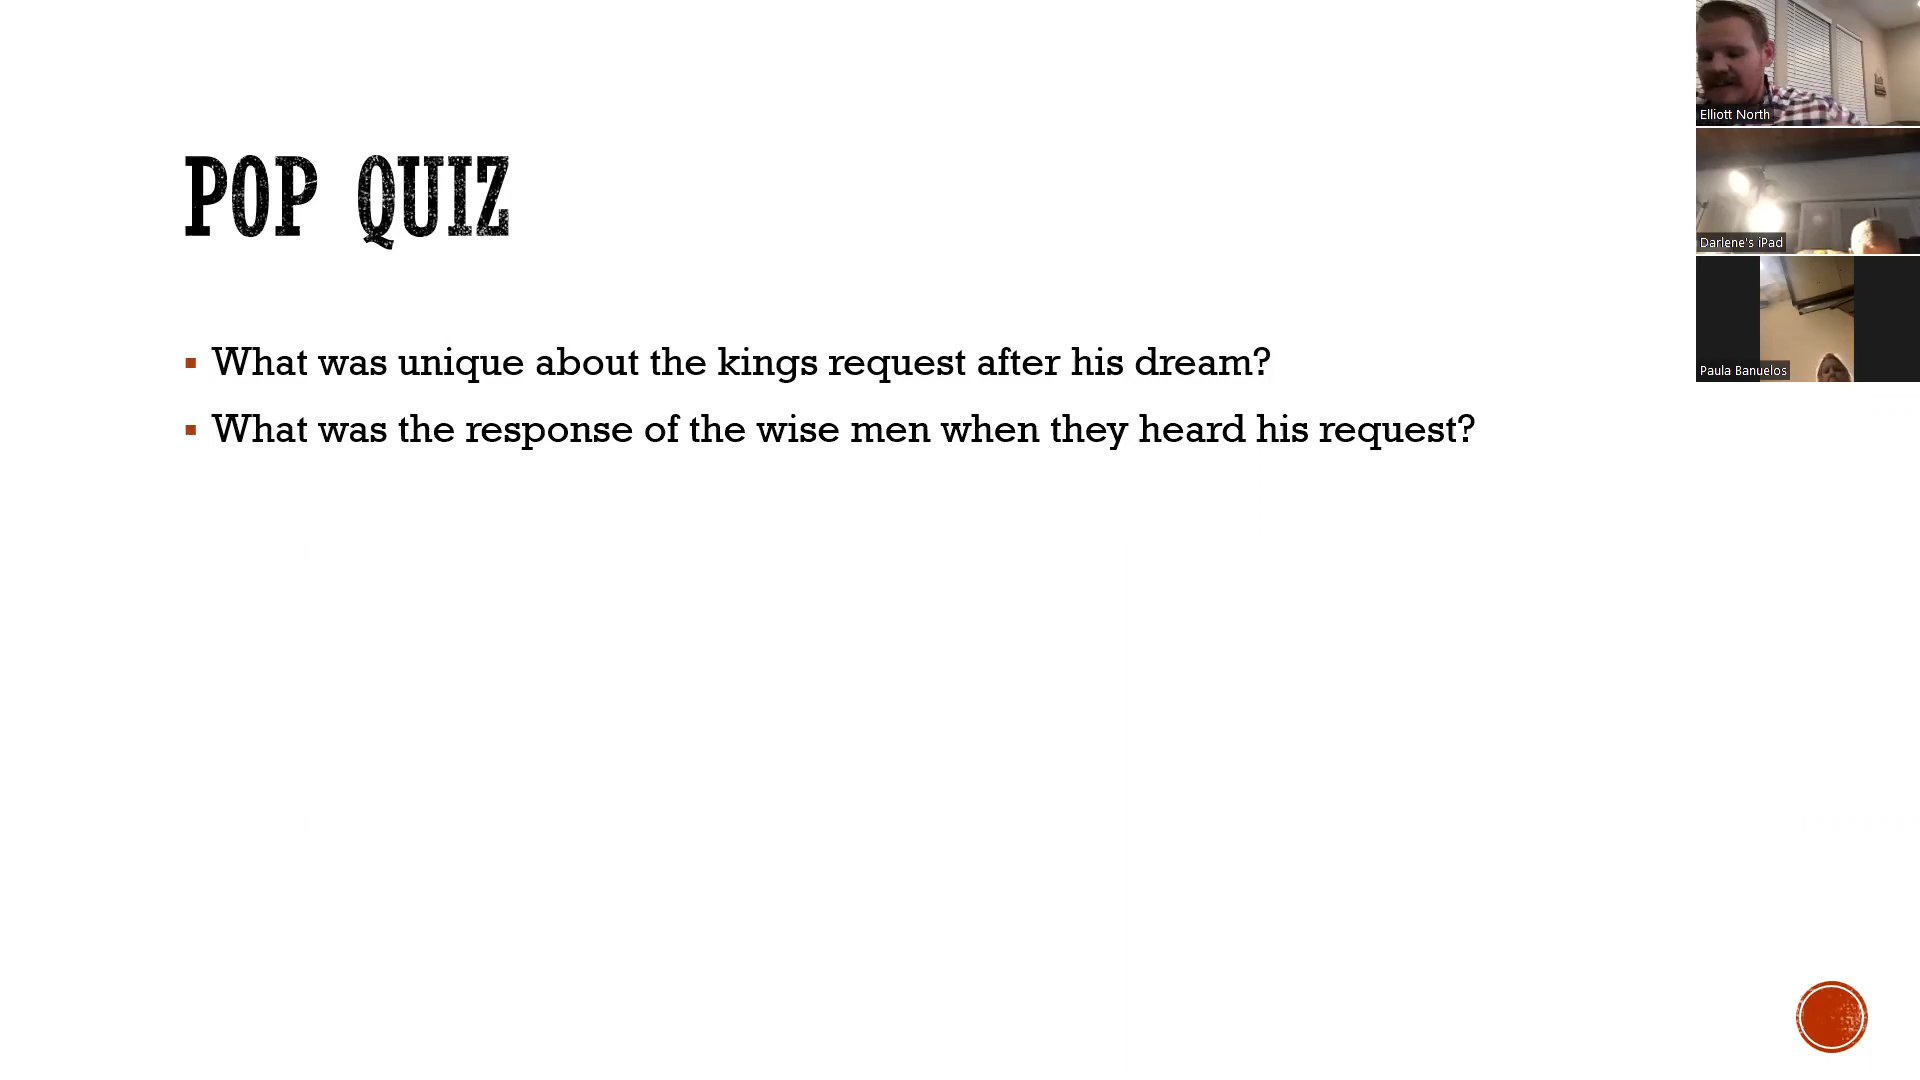 POP QUIZ
What was unique about the kings request after his dream?
What was the response of the wise men when they heard his request?
Elliott North
Darlene's iPad
Paula Banuelos